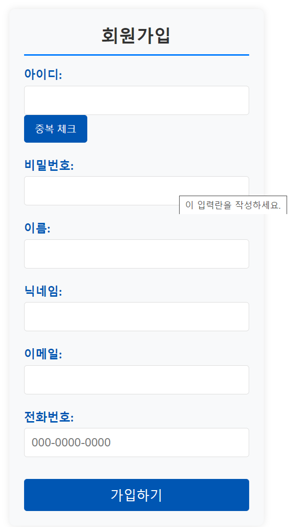 회원가입
아이디:
중복 체크
비밀번호:
이 입력란을 작성하세요.
이름:
닉네임:
이메일:
전화번호:
000-0000-0000
가입하기